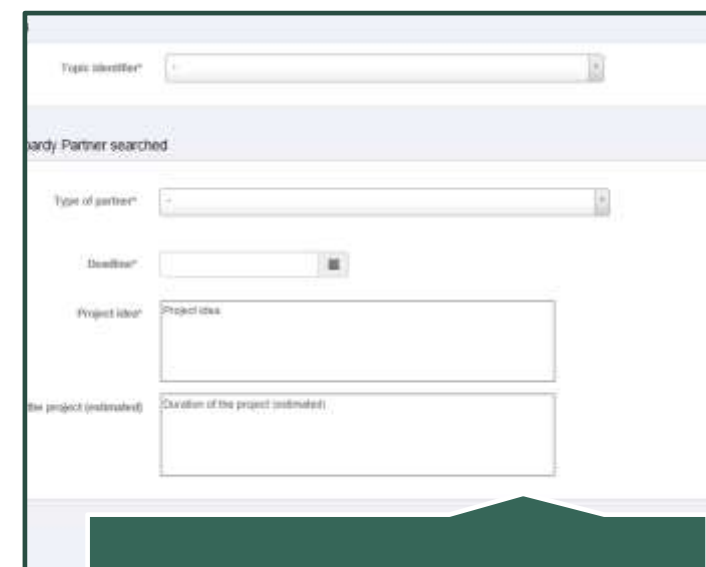 Topic identifier*
-
ardy Partner searched
Type of partner*
-
Deadline*
Project idea*
Project idea
the project (estimated)
Duration of the project (estimated)